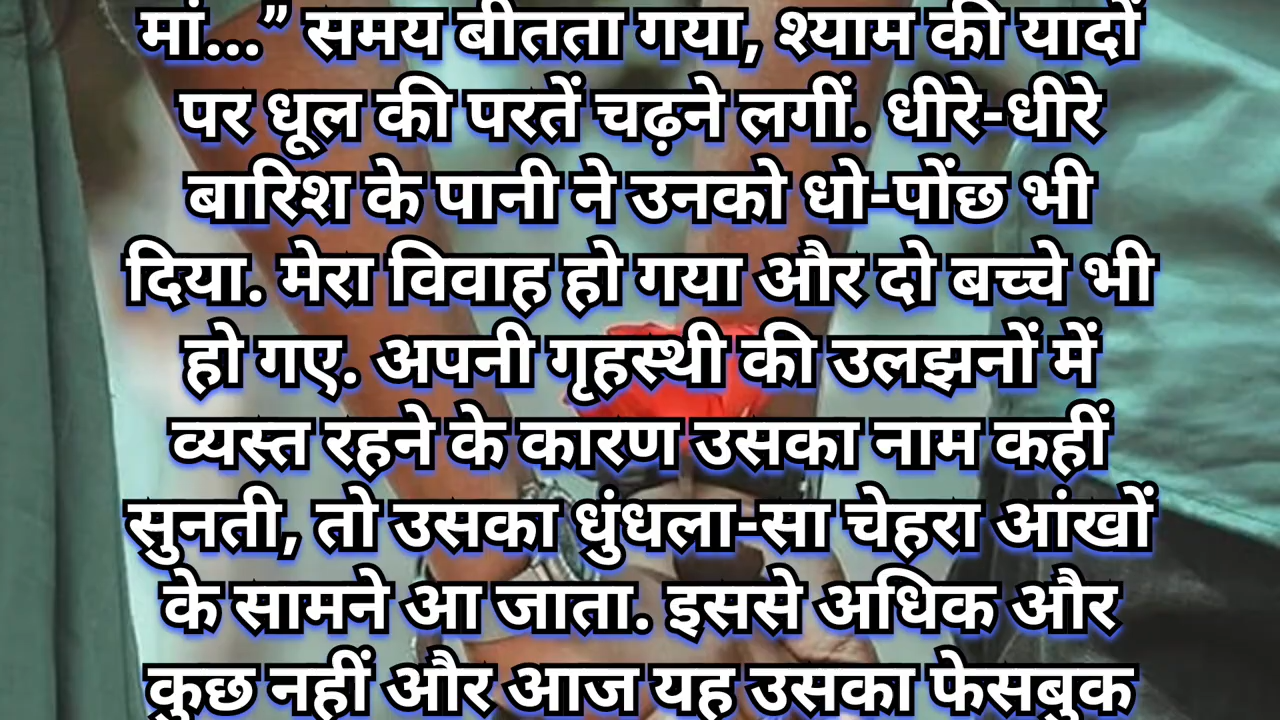 मां...” समय बीतता गया, श्याम की यादों
पर धूल की परतें चढ़ने लगीं. धीरे-धीरे
बारिश के पानी ने उनको धो-पोंछ भी
दिया. मेरा विवाह हो गया और दो बच्चे भी
हो गए. अपनी गृहस्थी की उलझनों में
व्यस्त रहने के कारण उसका नाम कहीं
सुनती, तो उसका धुंधला-सा चेहरा आंखों
के सामने आ जाता. इससे अधिक और
कुछ नहीं और आज यह उसका फेसबुक